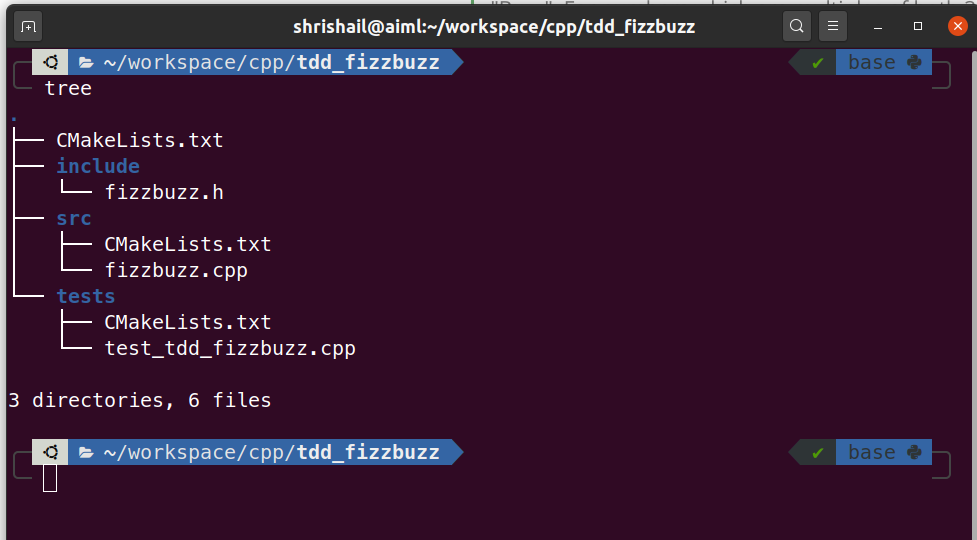 shrishail@aiml:~/workspace/cpp/tdd_fizzbuzz
~/workspace/cpp/tdd_fizzbuzz ✔ base
tree
.
├── CMakeLists.txt
├── include
│   └── fizzbuzz.h
├── src
│   ├── CMakeLists.txt
│   └── fizzbuzz.cpp
└── tests
    ├── CMakeLists.txt
    └── test_tdd_fizzbuzz.cpp
3 directories, 6 files
~/workspace/cpp/tdd_fizzbuzz ✔ base